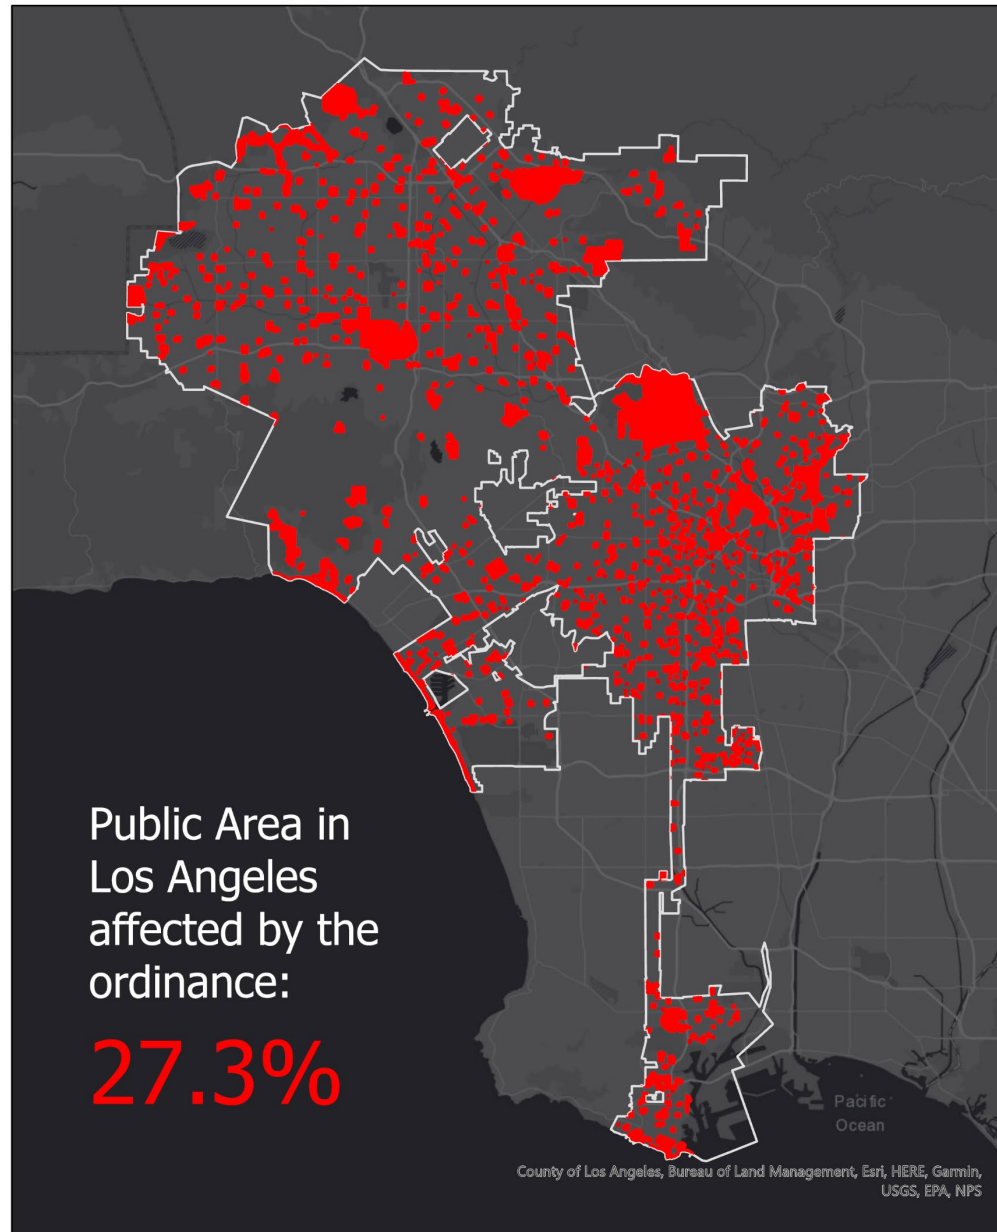 Public Area in
Los Angeles
affected by the
ordinance:
27.3%
Pacific
Ocean
County of Los Angeles, Bureau of Land Management, Esri, HERE, Garmin,
USGS, EPA, NPS